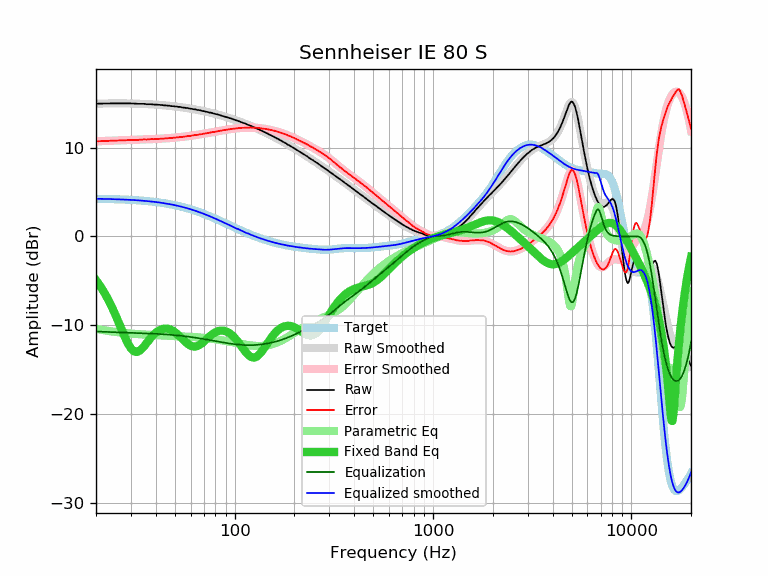 Sennheiser IE 80 S
Amplitude (dBr)
10
0
−10
−20
−30
Target
Raw Smoothed
Error Smoothed
Raw
Error
Parametric Eq
Fixed Band Eq
Equalization
Equalized smoothed
100
1000
10000
Frequency (Hz)